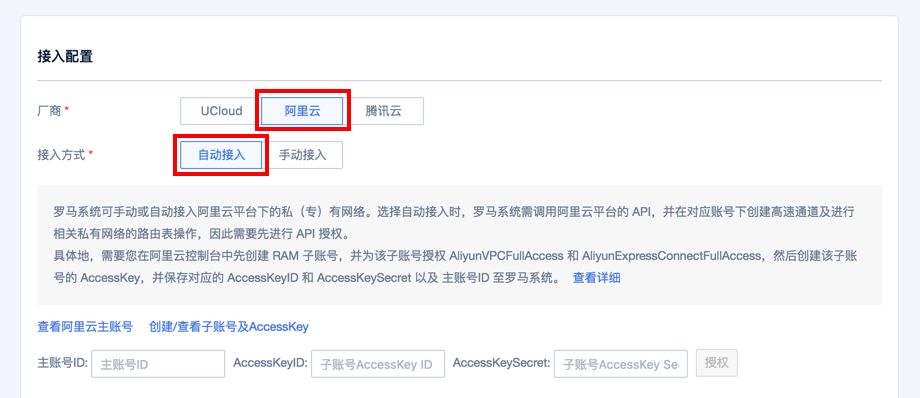 接入配置
厂商 * UCloud 阿里云 腾讯云
接入方式 * 自动接入 手动接入
罗马系统可手动或自动接入阿里云平台下的私（专）有网络。选择自动接入时，罗马系统需调用阿里云平台的 API，并在对应账号下创建高速通道及进行
相关私有网络的路由表操作，因此需要先进行 API 授权。
具体地，需要您在阿里云控制台中先创建 RAM 子账号，并为该子账号授权 AliyunVPCFullAccess 和 AliyunExpressConnectFullAccess，然后创建该子账
号的 AccessKey，并保存对应的 AccessKeyID 和 AccessKeySecret 以及 主账号ID 至罗马系统。 查看详细
查看阿里云主账号 创建/查看子账号及AccessKey
主账号ID: 主账号ID AccessKeyID: 子账号AccessKey ID AccessKeySecret: 子账号AccessKey Se 授权